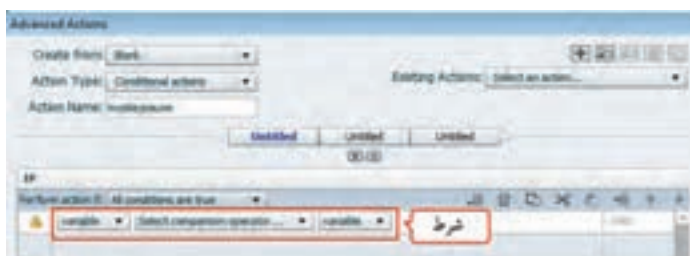 Advanced Actions
Create from: Blank
Action Type: Conditional actions
Existing Actions: Select an action...
Action Name:
Untitled Untitled Untitled
IF
Perform action if: All conditions are true
variable Select comparison operator ... variable شرط